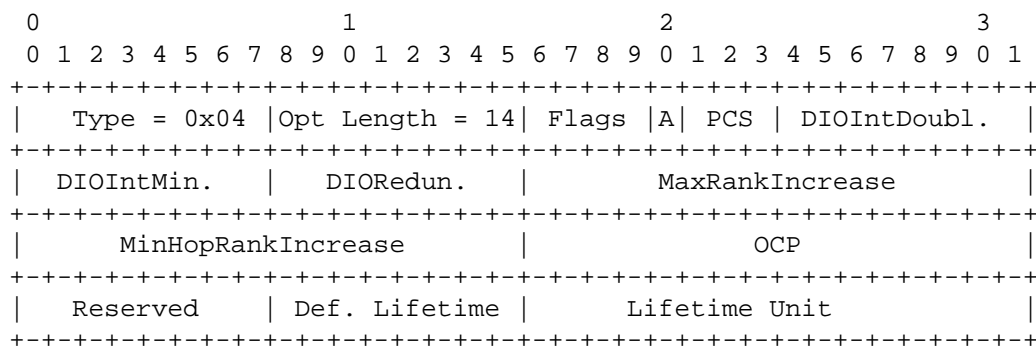 0                   1                   2                   3
 0 1 2 3 4 5 6 7 8 9 0 1 2 3 4 5 6 7 8 9 0 1 2 3 4 5 6 7 8 9 0 1
+-+-+-+-+-+-+-+-+-+-+-+-+-+-+-+-+-+-+-+-+-+-+-+-+-+-+-+-+-+-+-+-+
|   Type = 0x04 |Opt Length = 14| Flags |A| PCS | DIOIntDoubl.  |
+-+-+-+-+-+-+-+-+-+-+-+-+-+-+-+-+-+-+-+-+-+-+-+-+-+-+-+-+-+-+-+-+
|  DIOIntMin.   |   DIORedun.   |        MaxRankIncrease        |
+-+-+-+-+-+-+-+-+-+-+-+-+-+-+-+-+-+-+-+-+-+-+-+-+-+-+-+-+-+-+-+-+
|      MinHopRankIncrease       |              OCP              |
+-+-+-+-+-+-+-+-+-+-+-+-+-+-+-+-+-+-+-+-+-+-+-+-+-+-+-+-+-+-+-+-+
|   Reserved    | Def. Lifetime |      Lifetime Unit            |
+-+-+-+-+-+-+-+-+-+-+-+-+-+-+-+-+-+-+-+-+-+-+-+-+-+-+-+-+-+-+-+-+